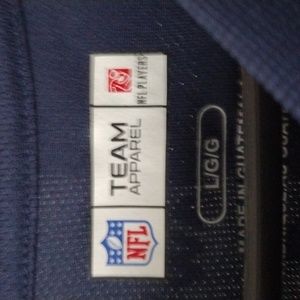 NFL PLAYERS
TEAM
APPAREL
NFL
L/G/G
MADE IN GUATEMALA